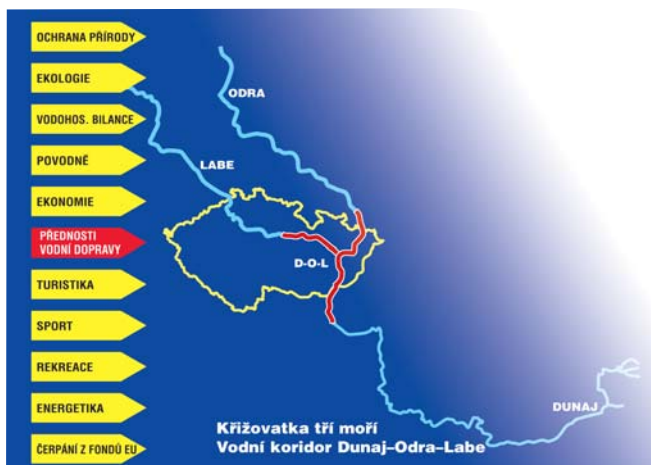 OCHRANA PŘÍRODY
EKOLOGIE
VODOHOS. BILANCE
POVODNĚ
EKONOMIE
PŘEDNOSTI
VODNÍ DOPRAVY
TURISTIKA
SPORT
REKREACE
ENERGETIKA
ČERPÁNÍ Z FONDŮ EU
ODRA
LABE
D-O-L
DUNAJ
Křižovatka tří moří
Vodní koridor Dunaj–Odra–Labe